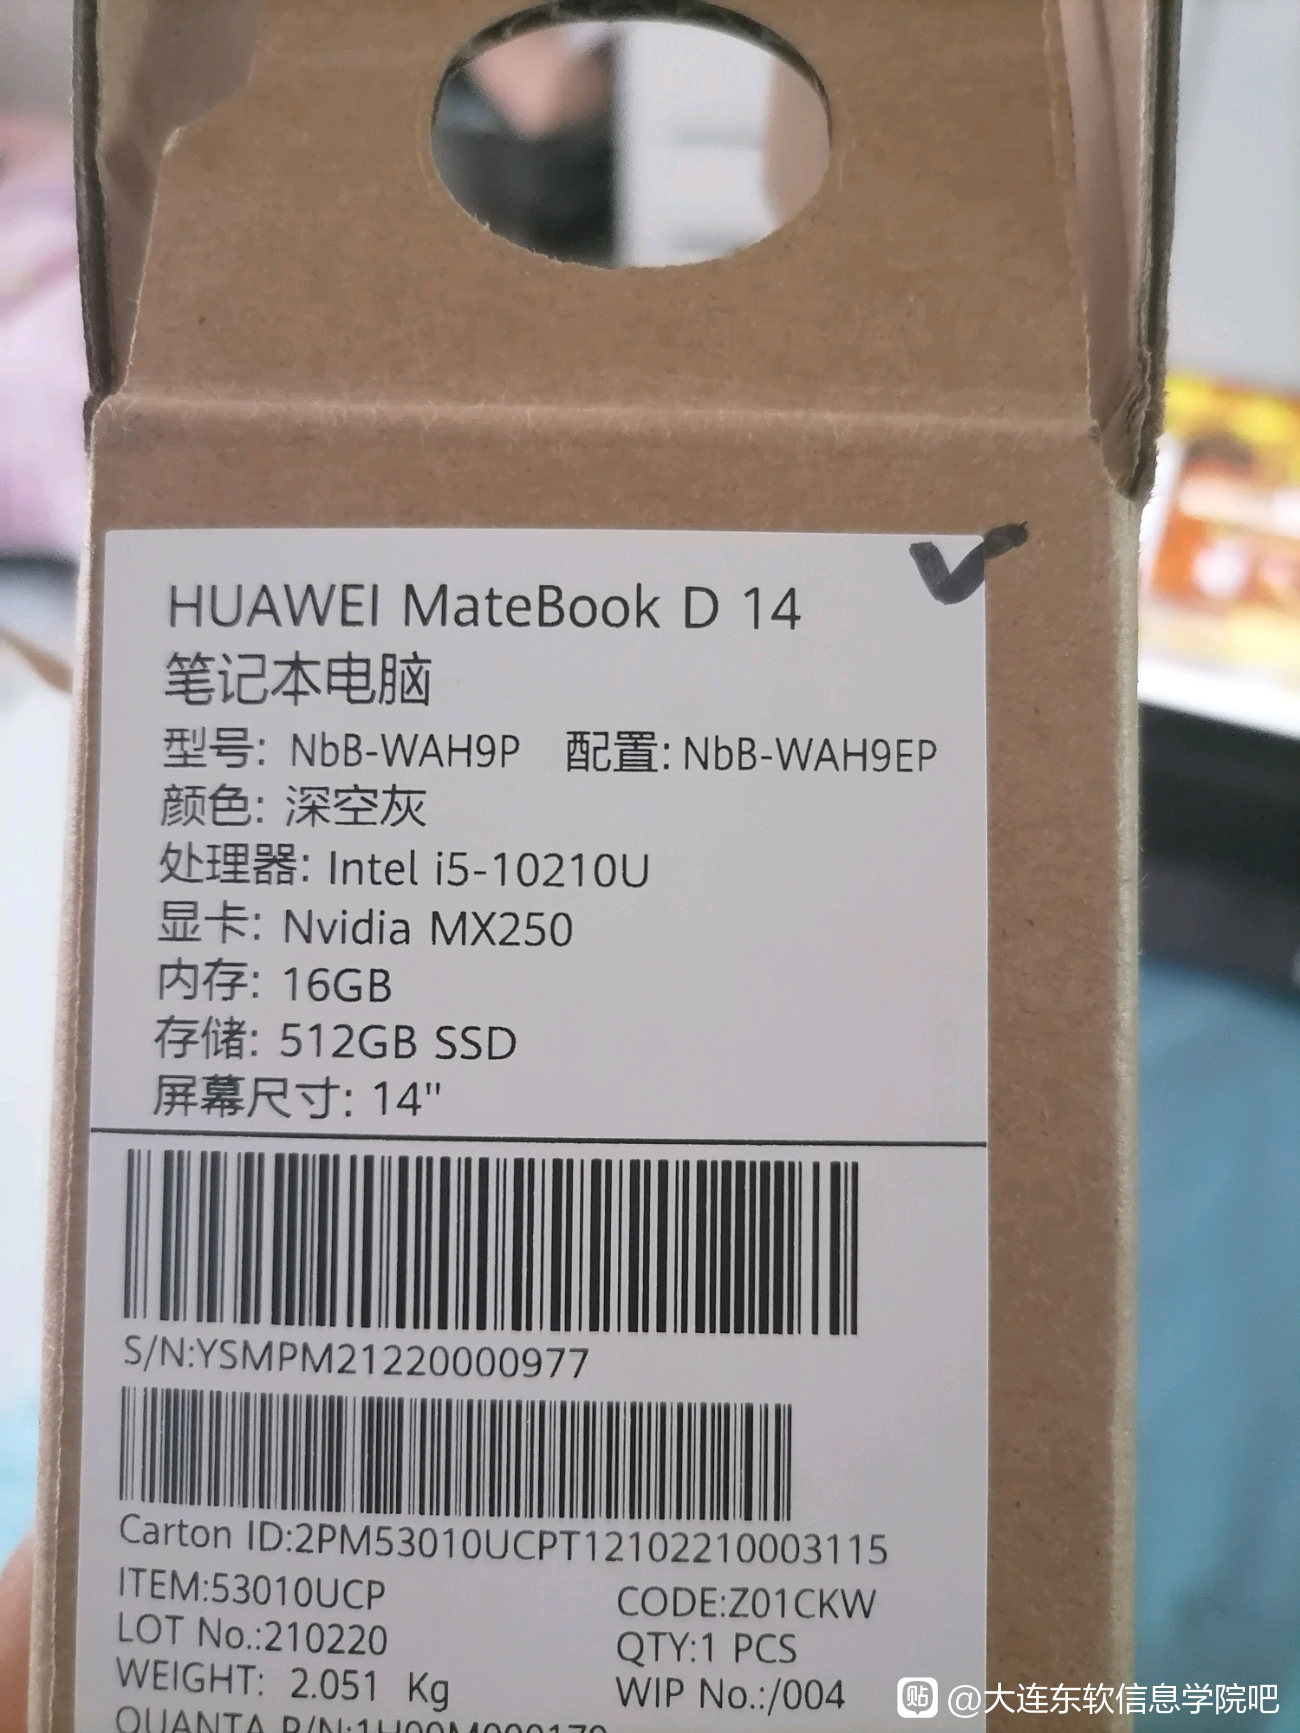 HUAWEI MateBook D 14
笔记本电脑
型号: NbB-WAH9P 配置: NbB-WAH9EP
颜色: 深空灰
处理器: Intel i5-10210U
显卡: Nvidia MX250
内存: 16GB
存储: 512GB SSD
屏幕尺寸: 14"
S/N:YSMPM21220000977
Carton ID:2PM53010UCPT12102210003115
ITEM:53010UCP CODE:Z01CKW
LOT No.:210220 QTY:1 PCS
WEIGHT: 2.051 Kg WIP No.:/004
QUANTA
贴 @大连东软信息学院吧